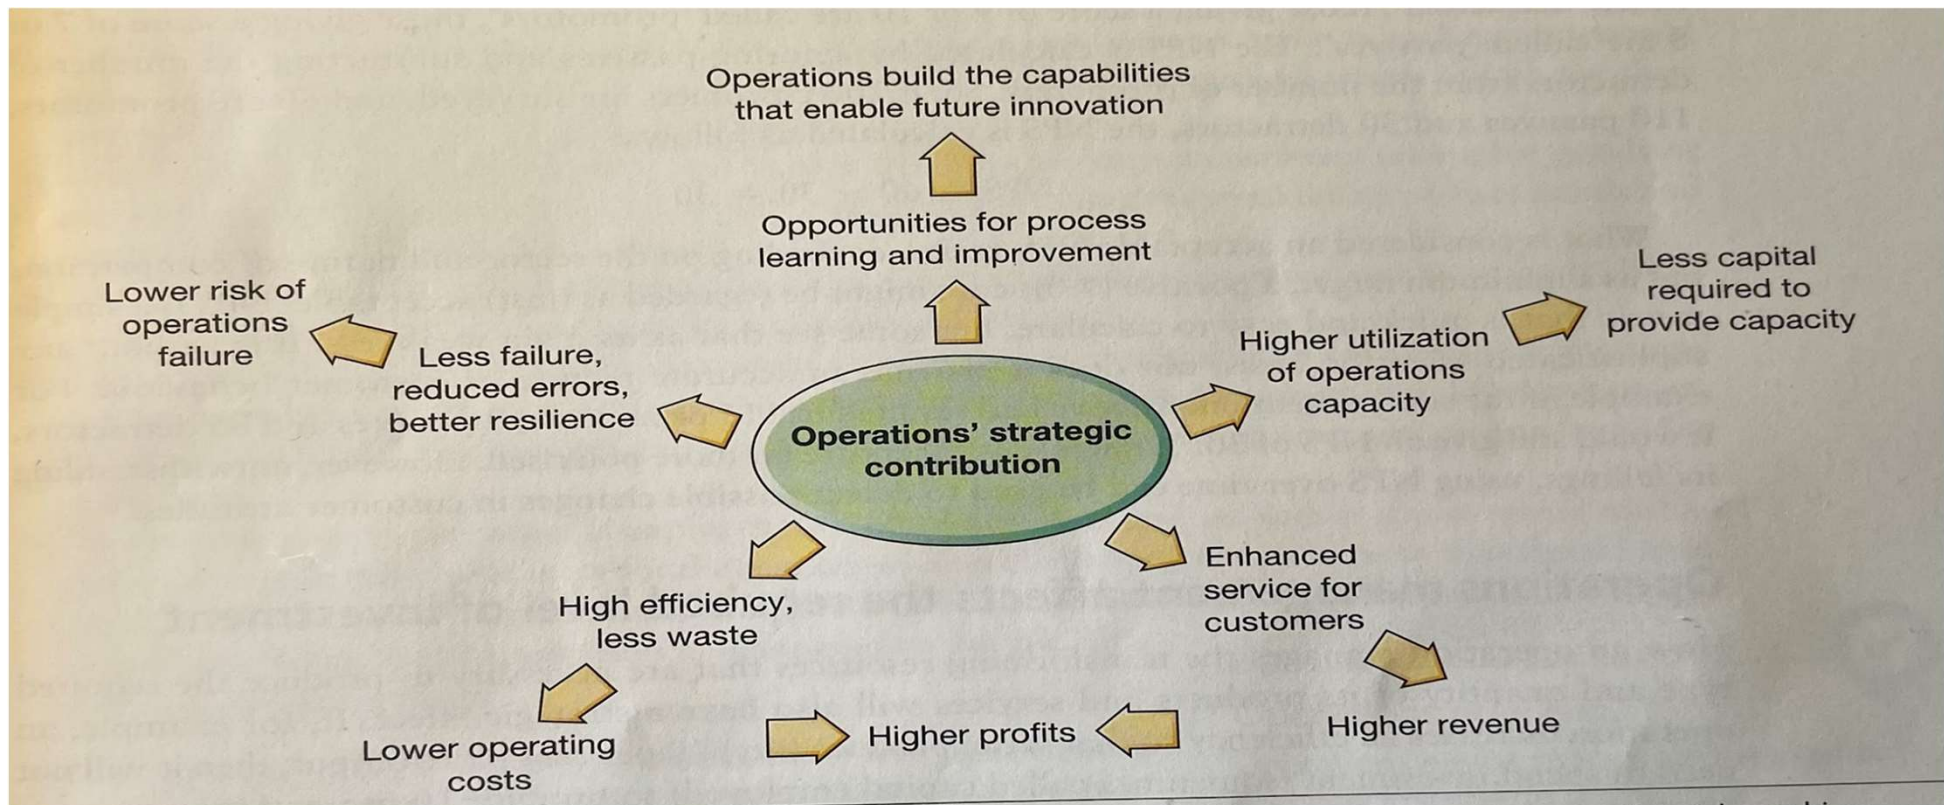 Operations build the capabilities
that enable future innovation
Opportunities for process
learning and improvement
Lower risk of
operations
failure
Less failure,
reduced errors,
better resilience
Operations' strategic
contribution
Higher utilization
of operations
capacity
Less capital
required to
provide capacity
High efficiency,
less waste
Enhanced
service for
customers
Lower operating
costs
Higher profits
Higher revenue